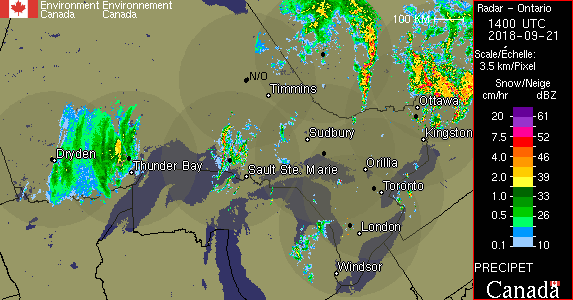 Environment Environnement
Canada Canada
Radar - Ontario
1400 UTC
2018-09-21
Scale/Échelle:
3.5 km/Pixel
Snow/Neige
cm/hr dBZ
20 61
7.5 57
5.5 52
4.0 46
2.0 39
1.0 33
0.5 26
0.1 10
PRECIPET
Canada
100 KM
N/O
Timmins
Ottawa
Sudbury
Kingston
Dryden
Thunder Bay
Sault Ste. Marie
Orillia
Toronto
London
Windsor